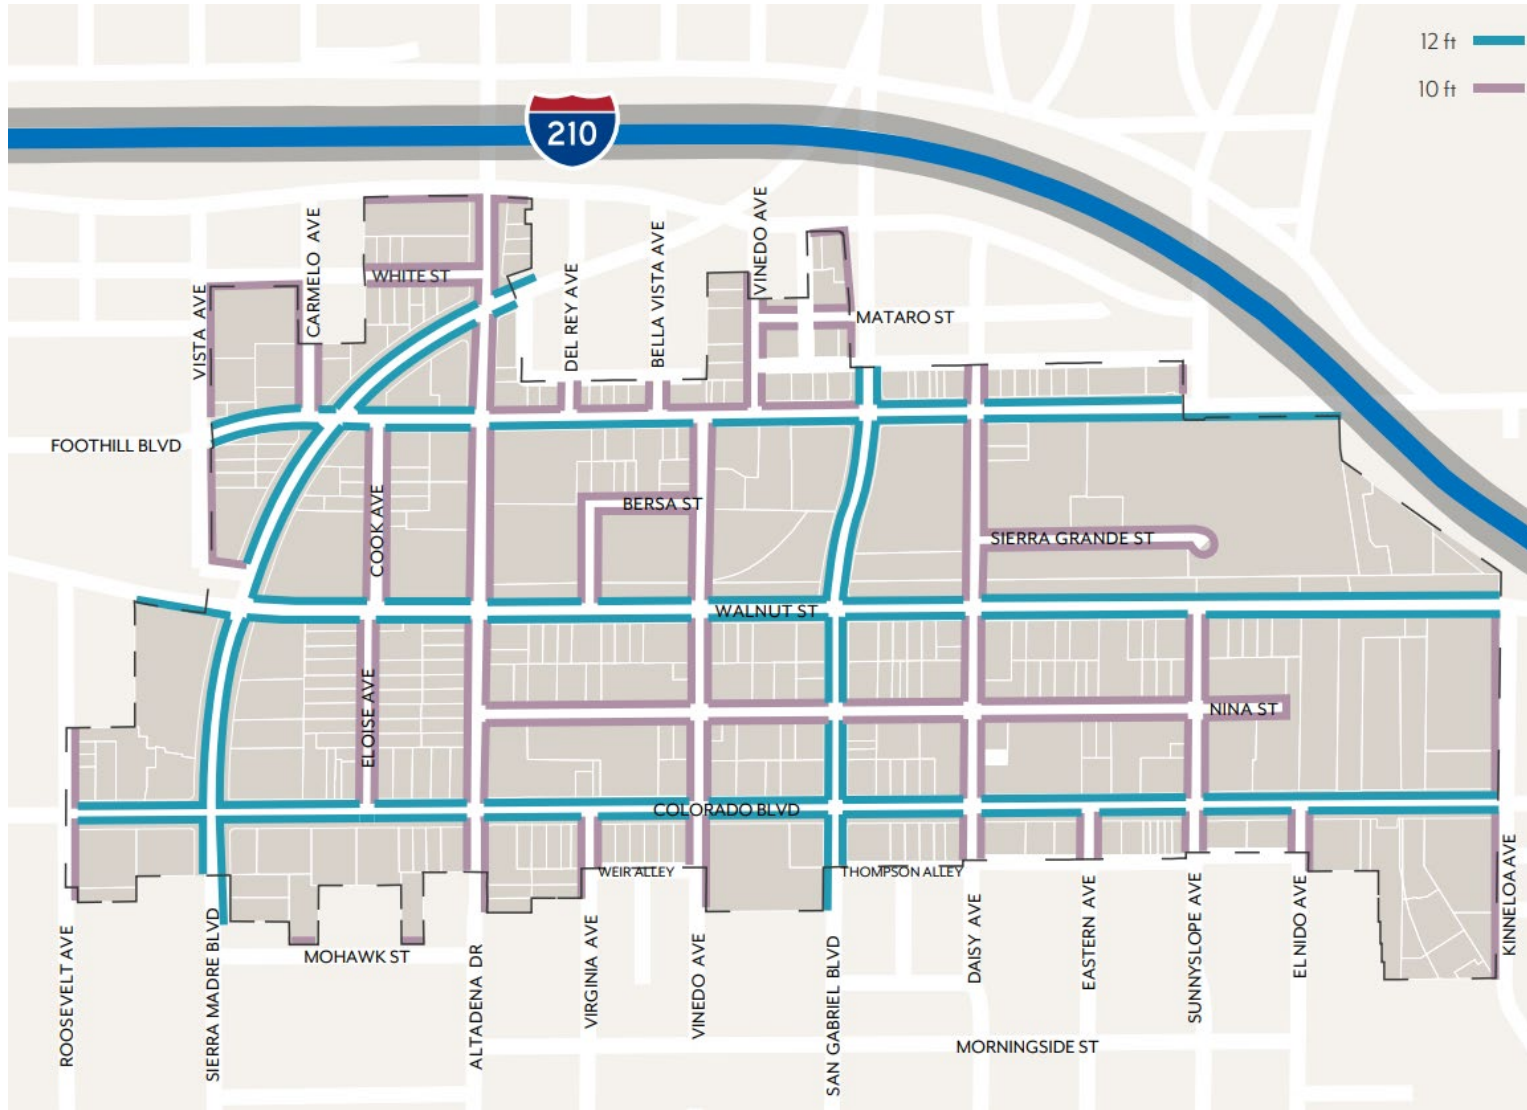 12 ft
10 ft
210
VISTA AVE
CARMELO AVE
WHITE ST
DEL REY AVE
BELLA VISTA AVE
VINEDO AVE
MATARO ST
FOOTHILL BLVD
COOK AVE
BERSA ST
SIERRA GRANDE ST
WALNUT ST
ELOISE AVE
NINA ST
COLORADO BLVD
WEIR ALLEY
THOMPSON ALLEY
ROOSEVELT AVE
SIERRA MADRE BLVD
MOHAWK ST
ALTADENA DR
VIRGINIA AVE
VINEDO AVE
SAN GABRIEL BLVD
DAISY AVE
EASTERN AVE
SUNNYSLOPE AVE
EL NIDO AVE
KINNELOA AVE
MORNINGSIDE ST